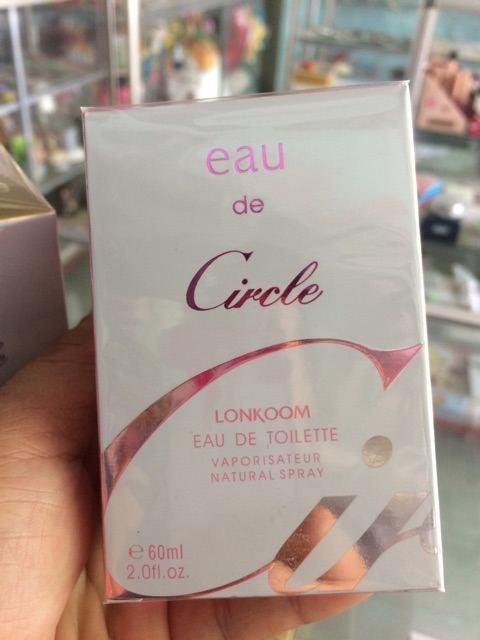 eau
de
Circle
LONKOOM
EAU DE TOILETTE
VAPORISATEUR
NATURAL SPRAY
℮ 60ml
2.0fl.oz.